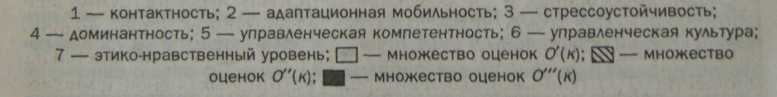 1 — контактность; 2 — адаптационная мобильность; 3 — стрессоустойчивость;
4 — доминантность; 5 — управленческая компетентность; 6 — управленческая культура;
7 — этико-нравственный уровень; — множество оценок O′(к); — множество
оценок O″(к); — множество оценок O‴(к)